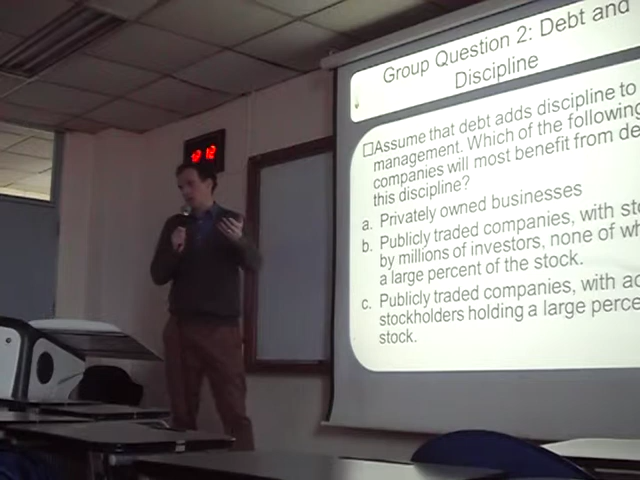 Group Question 2: Debt and
Discipline
Assume that debt adds discipline to
management. Which of the following
companies will most benefit from de
this discipline?
a. Privately owned businesses
b. Publicly traded companies, with sto
by millions of investors, none of wh
a large percent of the stock.
c. Publicly traded companies, with ac
stockholders holding a large perce
stock.